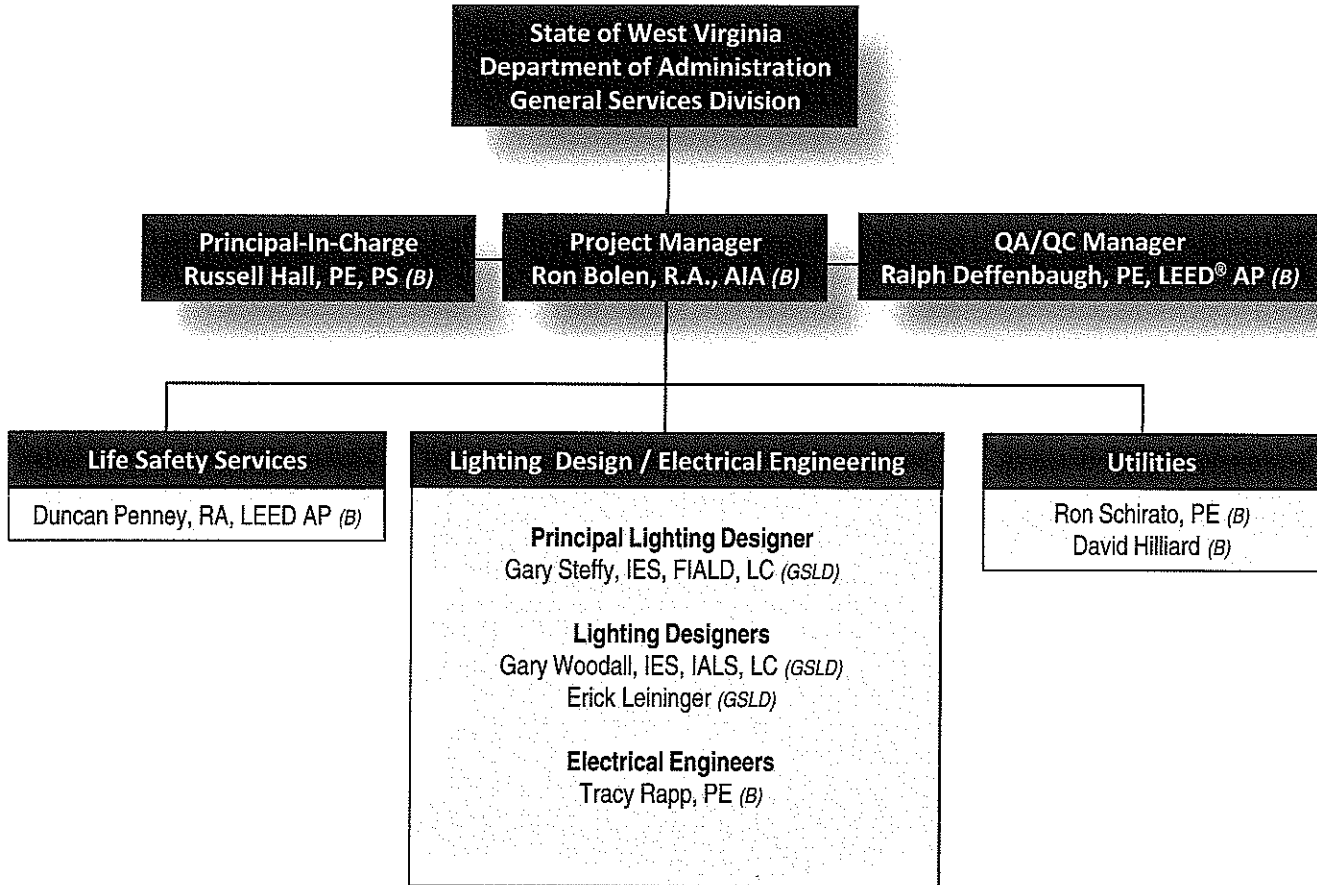 State of West Virginia
Department of Administration
General Services Division
Principal-In-Charge
Russell Hall, PE, PS (B)
Project Manager
Ron Bolen, R.A., AIA (B)
QA/QC Manager
Ralph Deffenbaugh, PE, LEED® AP (B)
Life Safety Services
Duncan Penney, RA, LEED AP (B)
Lighting Design / Electrical Engineering
Principal Lighting Designer
Gary Steffy, IES, FIALD, LC (GSLD)
Lighting Designers
Gary Woodall, IES, IALS, LC (GSLD)
Erick Leininger (GSLD)
Electrical Engineers
Tracy Rapp, PE (B)
Utilities
Ron Schirato, PE (B)
David Hilliard (B)